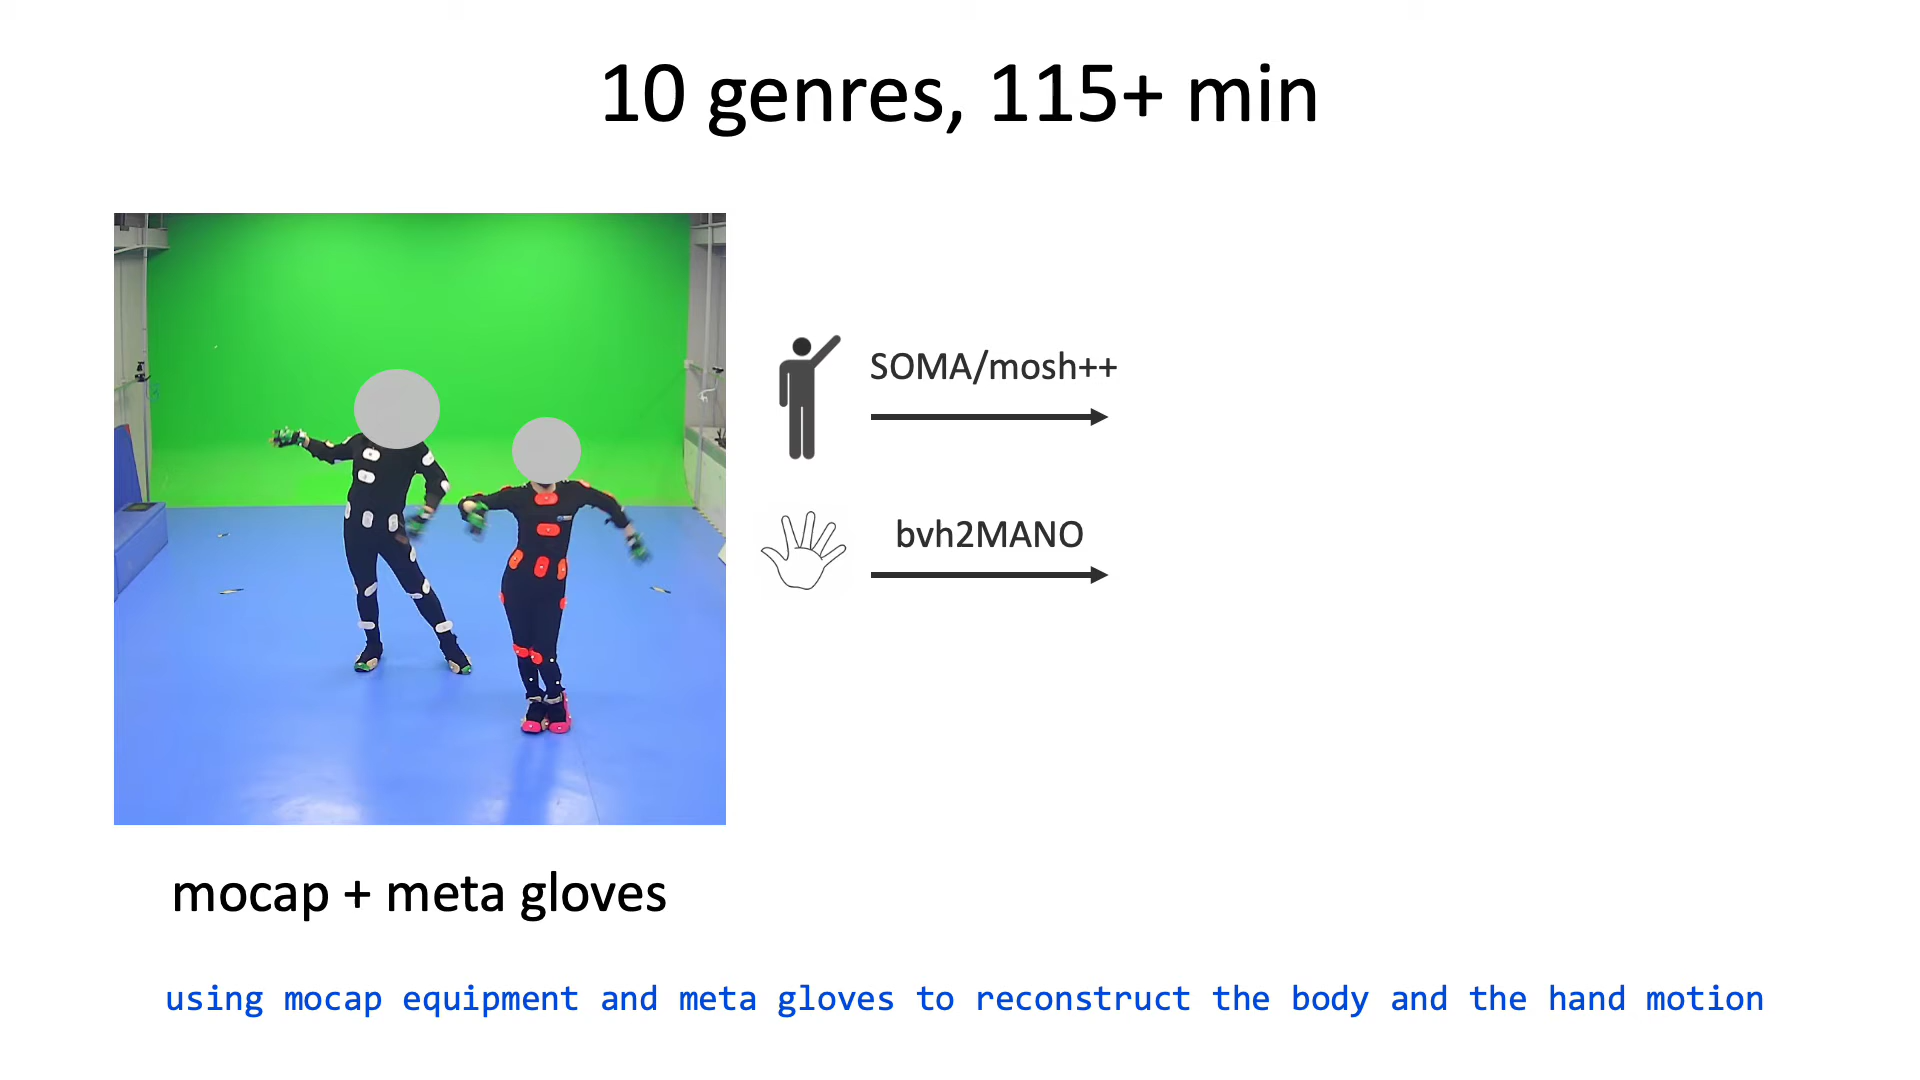 10 genres, 115+ min
SOMA/mosh++
bvh2MANO
mocap + meta gloves
using mocap equipment and meta gloves to reconstruct the body and the hand motion